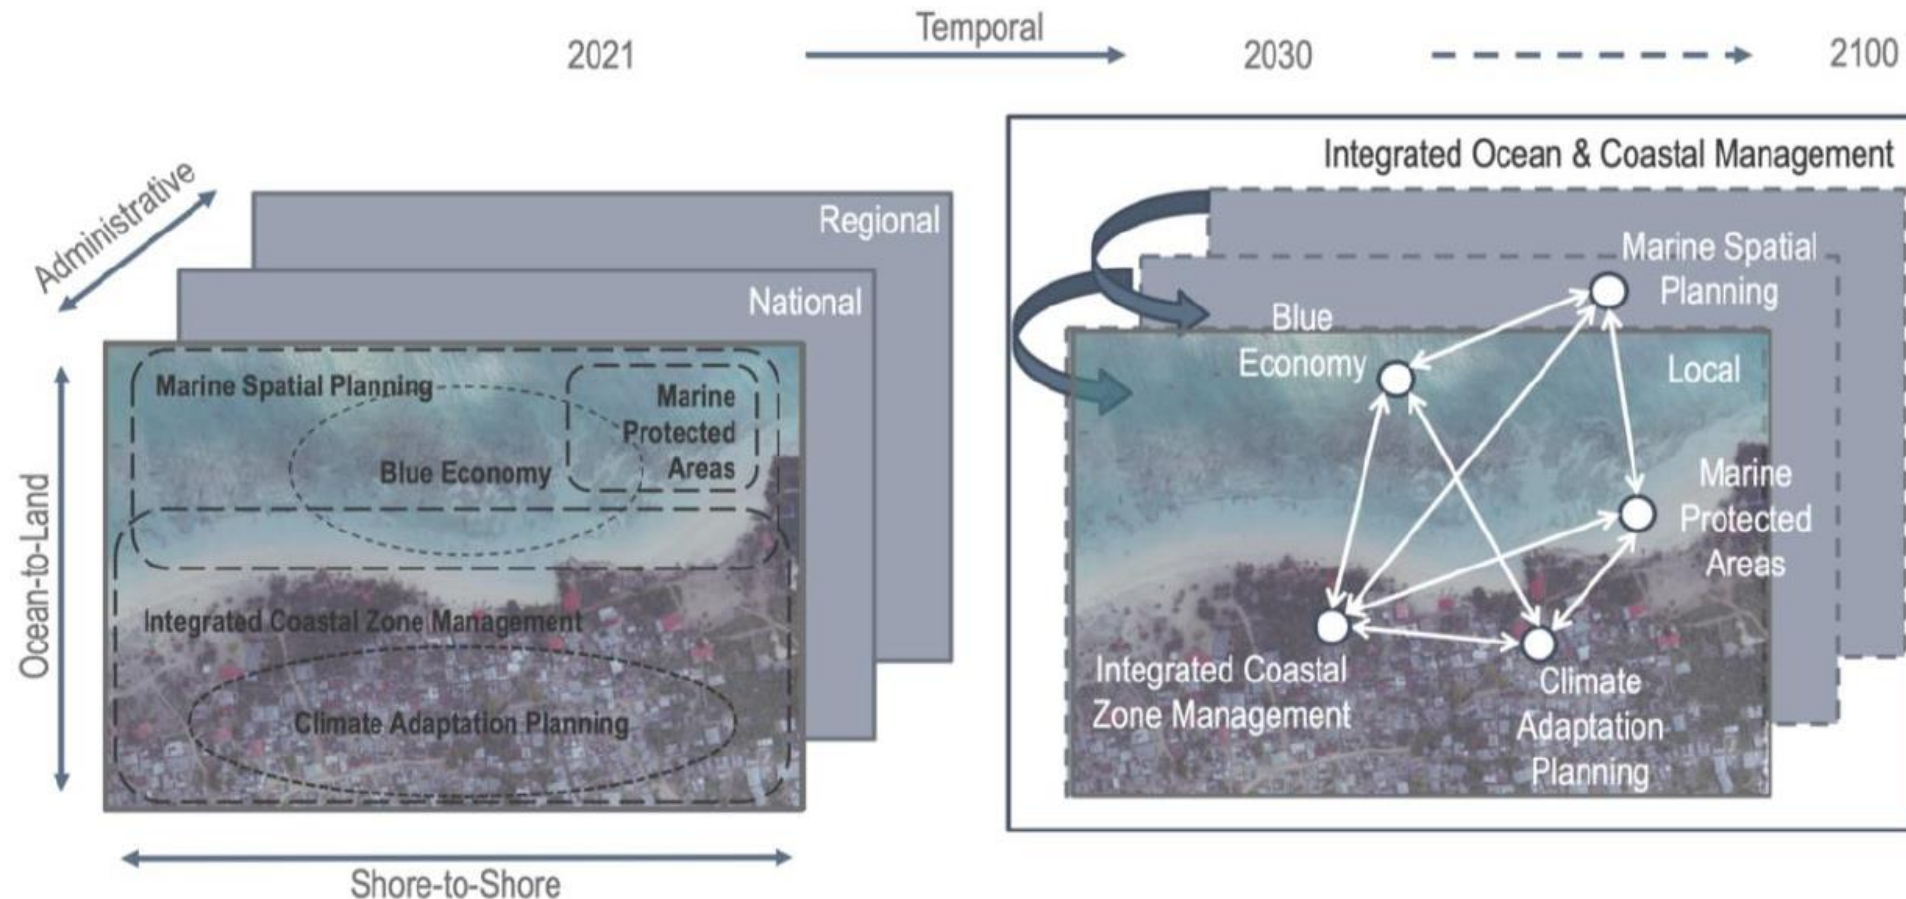 Temporal
2021
2030
2100
Administrative
Regional
National
Marine Spatial Planning
Marine
Protected
Areas
Blue Economy
Integrated Coastal Zone Management
Climate Adaptation Planning
Ocean-to-Land
Shore-to-Shore
Integrated Ocean & Coastal Management
Marine Spatial
Planning
Blue
Economy
Local
Marine
Protected
Areas
Integrated Coastal
Zone Management
Climate
Adaptation
Planning